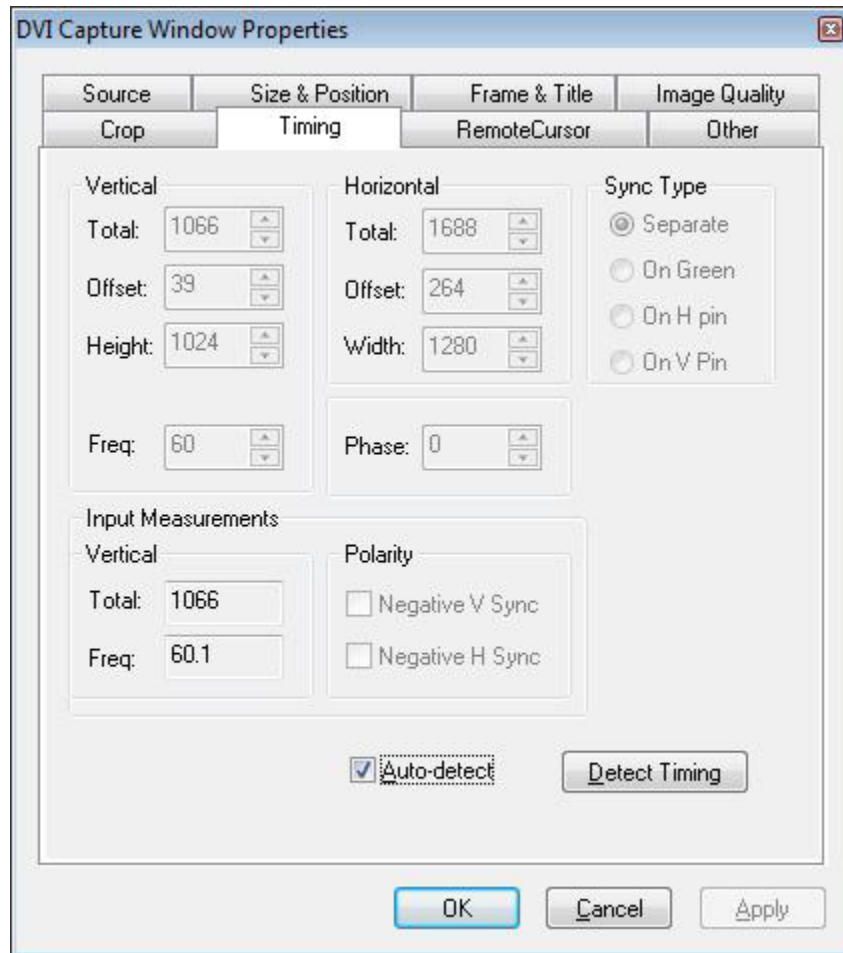 DVI Capture Window Properties
Source Size & Position Frame & Title Image Quality
Crop Timing RemoteCursor Other
Vertical
Total: 1066
Offset: 39
Height: 1024
Freq: 60
Horizontal
Total: 1688
Offset: 264
Width: 1280
Phase: 0
Sync Type
Separate
On Green
On H pin
On V Pin
Input Measurements
Vertical
Total: 1066
Freq: 60.1
Polarity
Negative V Sync
Negative H Sync
Auto-detect
Detect Timing
OK Cancel Apply